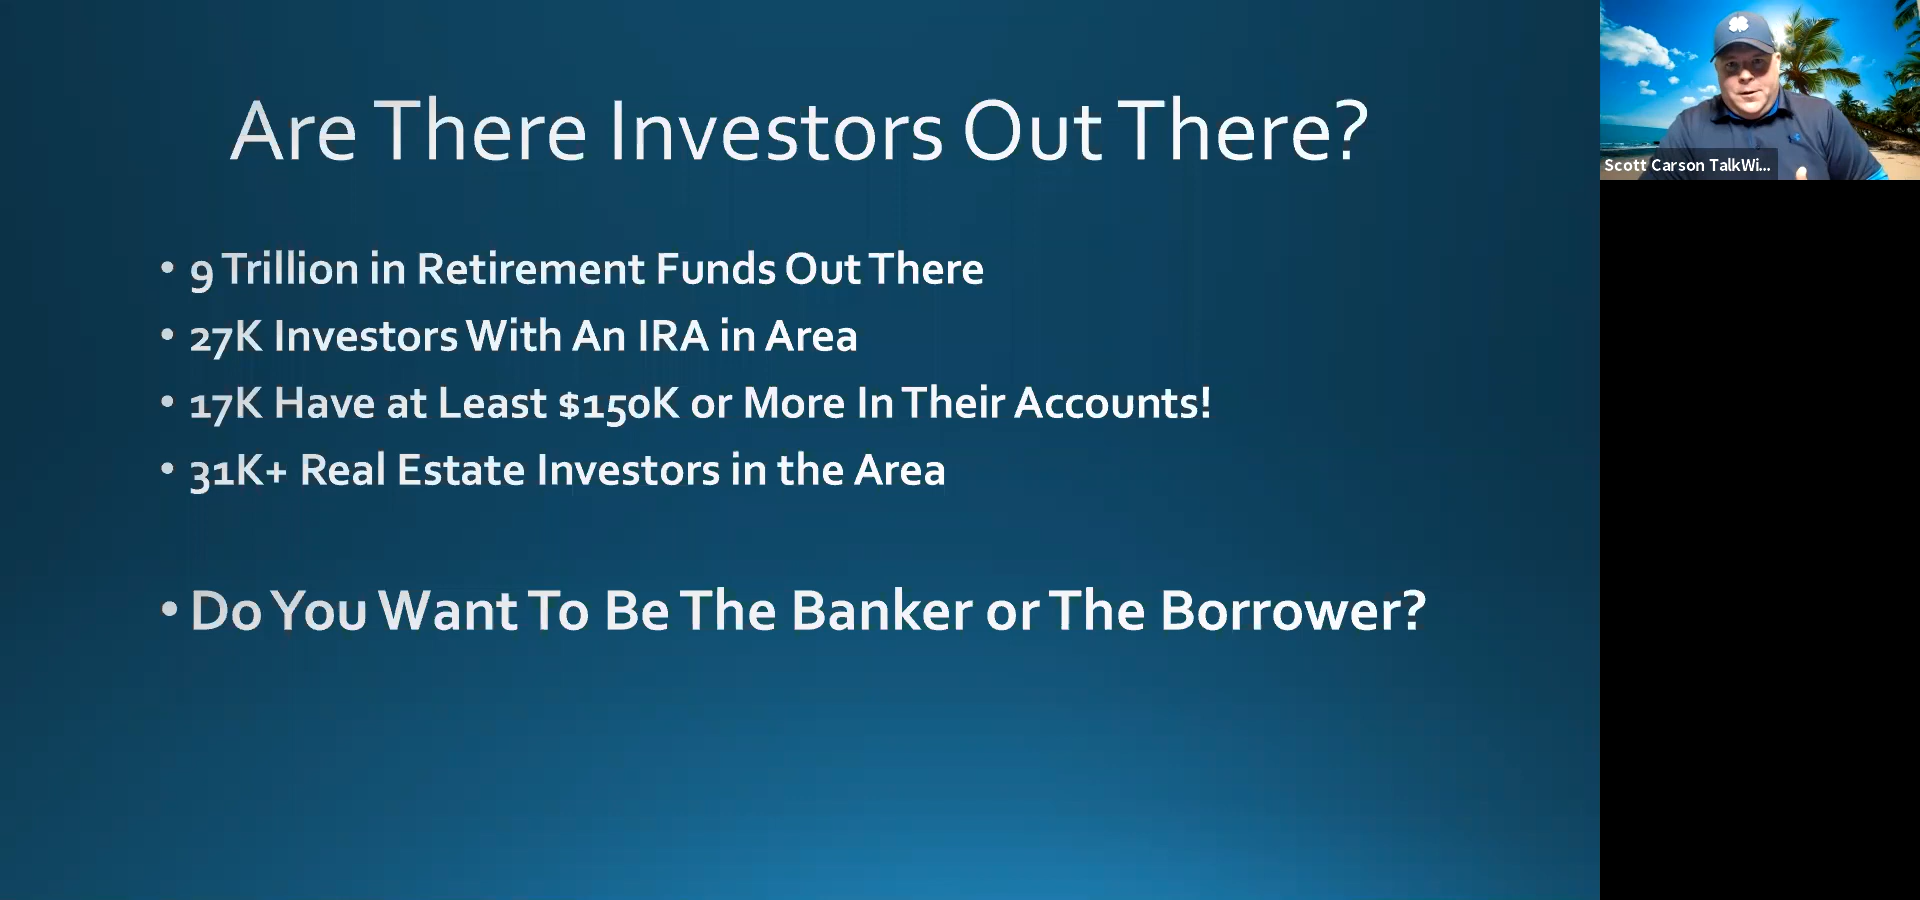 Are There Investors Out There?
• 9 Trillion in Retirement Funds Out There
• 27K Investors With An IRA in Area
• 17K Have at Least $150K or More In Their Accounts!
• 31K+ Real Estate Investors in the Area
• Do You Want To Be The Banker or The Borrower?
Scott Carson TalkWi...